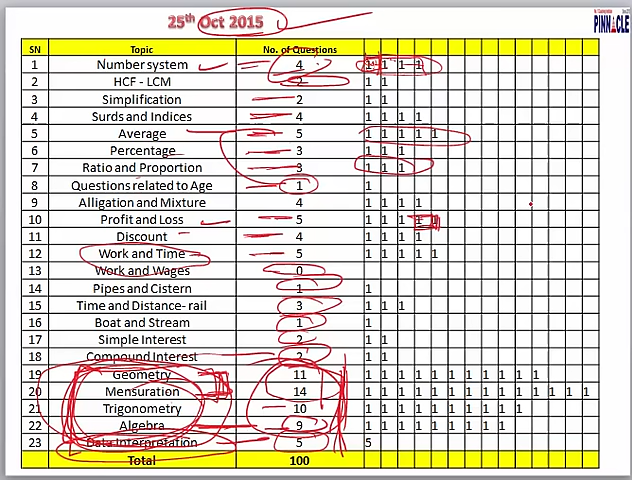 25th Oct 2015
PINNACLE
SN Topic No. of Questions
1 Number system 4 1 1 1 1
2 HCF - LCM 2 1 1
3 Simplification 2 1 1
4 Surds and Indices 4 1 1 1 1
5 Average 5 1 1 1 1 1
6 Percentage 3 1 1 1
7 Ratio and Proportion 3 1 1 1
8 Questions related to Age 1 1
9 Alligation and Mixture 4 1 1 1 1
10 Profit and Loss 5 1 1 1 1 1
11 Discount 4 1 1 1 1
12 Work and Time 5 1 1 1 1 1
13 Work and Wages 0
14 Pipes and Cistern 1 1
15 Time and Distance- rail 3 1 1 1
16 Boat and Stream 1 1
17 Simple Interest 2 1 1
18 Compound Interest 2 1 1
19 Geometry 11 1 1 1 1 1 1 1 1 1 1 1
20 Mensuration 14 1 1 1 1 1 1 1 1 1 1 1 1 1 1
21 Trigonometry 10 1 1 1 1 1 1 1 1 1 1
22 Algebra 9 1 1 1 1 1 1 1 1 1
23 Data Interpretation 5 5
Total 100